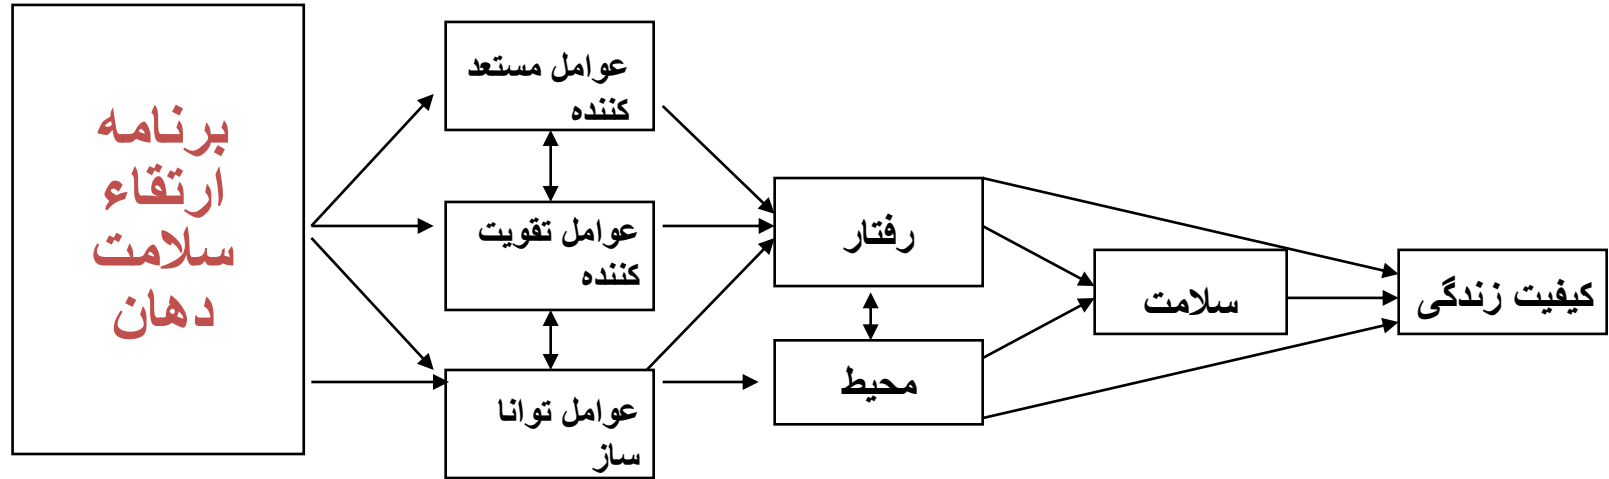 برنامه
ارتقاء
سلامت
دهان
عوامل مستعد
کننده
عوامل تقویت
کننده
عوامل توانا
ساز
رفتار
محیط
سلامت
کیفیت زندگی